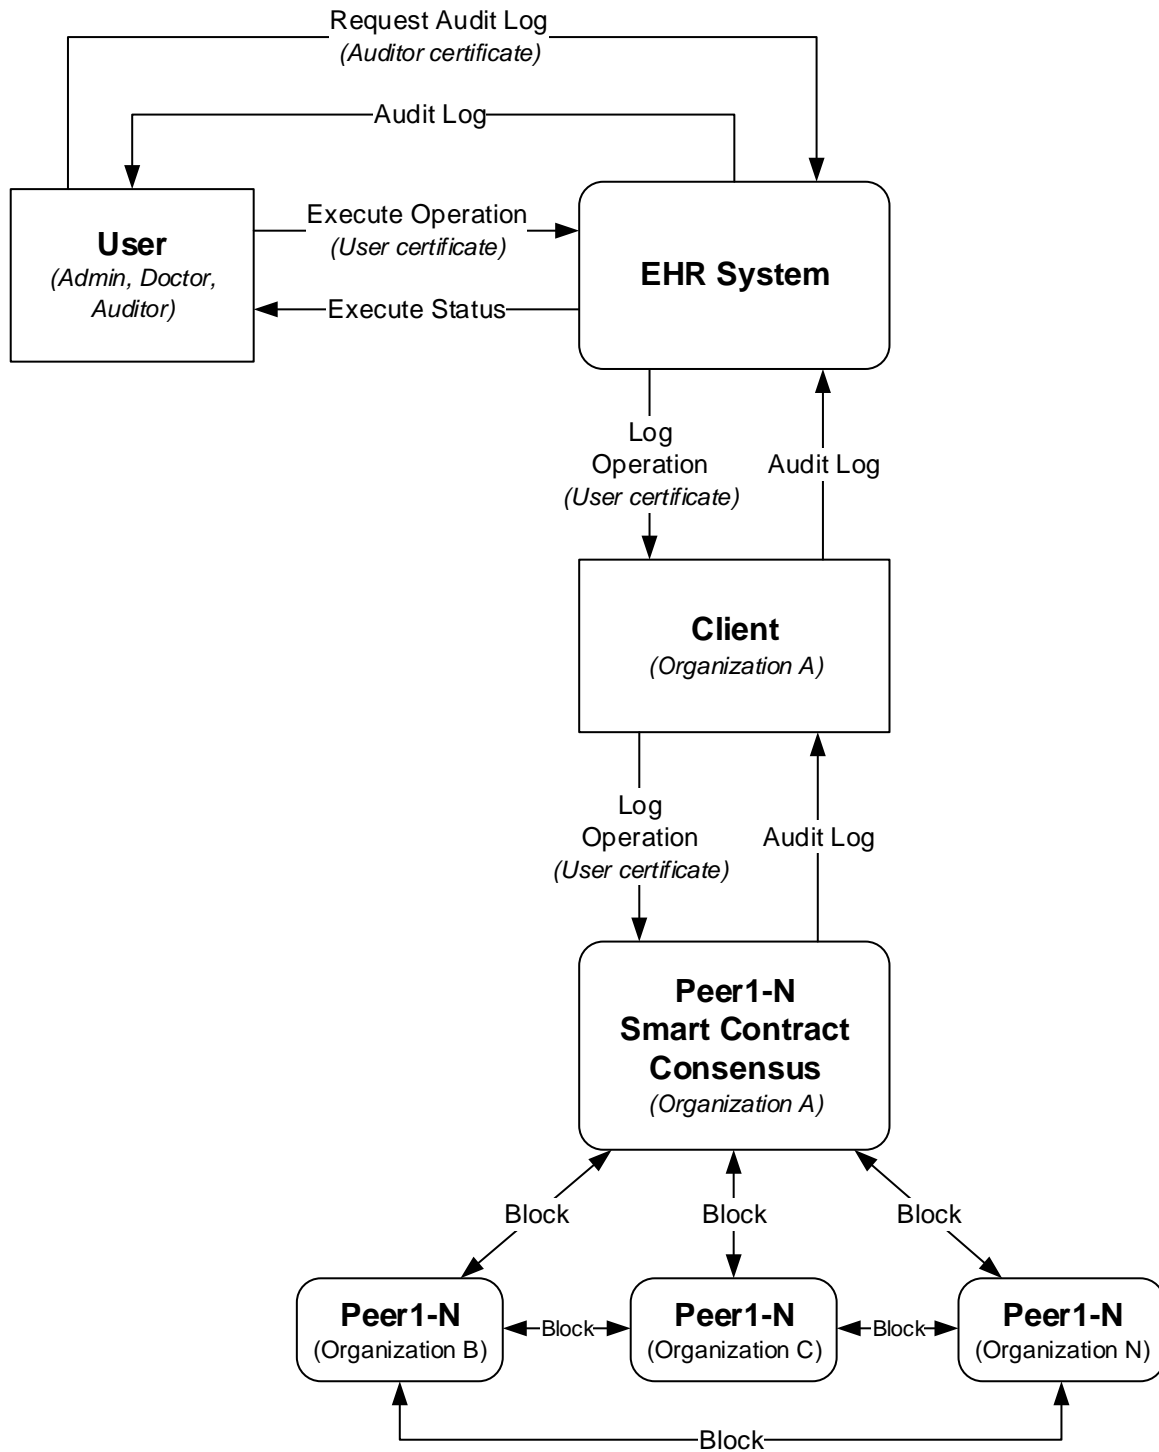 Request Audit Log
(Auditor certificate)
Audit Log
User
(Admin, Doctor,
Auditor)
Execute Operation
(User certificate)
Execute Status
EHR System
Log
Operation
(User certificate)
Audit Log
Client
(Organization A)
Log
Operation
(User certificate)
Audit Log
Peer1-N
Smart Contract
Consensus
(Organization A)
Block
Block
Block
Peer1-N
(Organization B)
Block
Peer1-N
(Organization C)
Block
Peer1-N
(Organization N)
Block